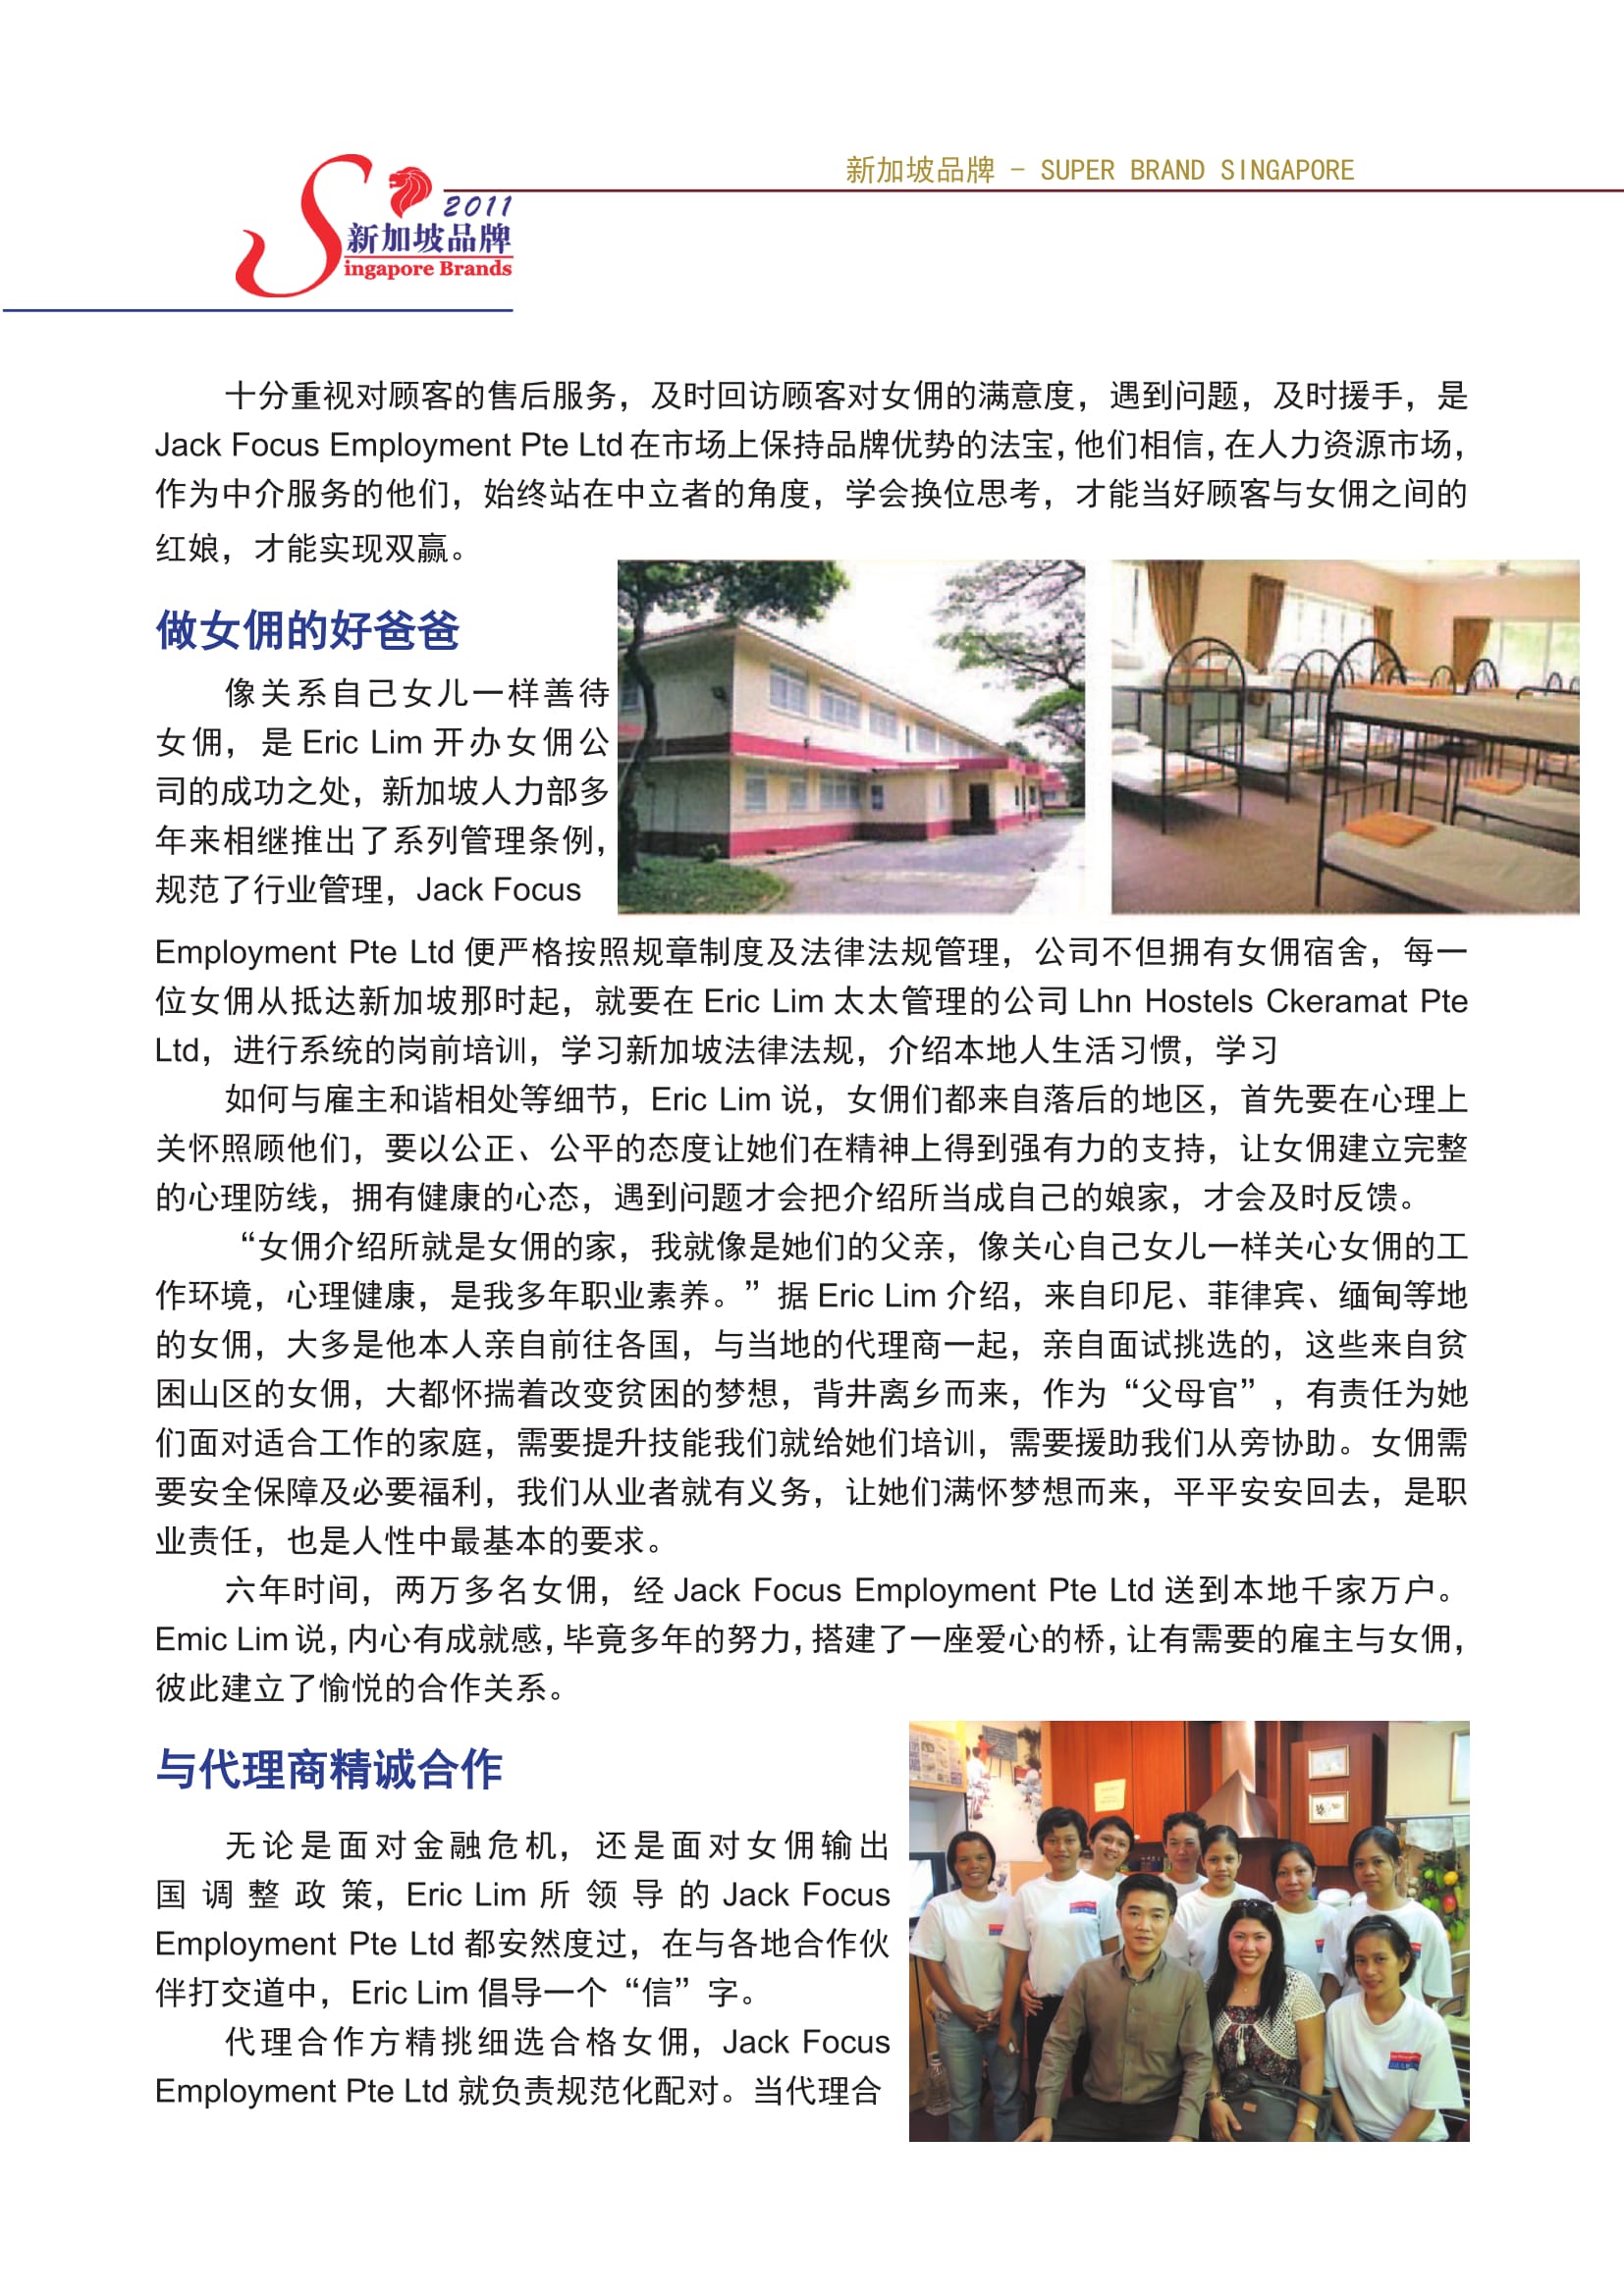 新加坡品牌 - SUPER BRAND SINGAPORE
2011
新加坡品牌
Singapore Brands
十分重视对顾客的售后服务，及时回访顾客对女佣的满意度，遇到问题，及时援手，是
Jack Focus Employment Pte Ltd 在市场上保持品牌优势的法宝，他们相信，在人力资源市场，
作为中介服务的他们，始终站在中立者的角度，学会换位思考，才能当好顾客与女佣之间的
红娘，才能实现双赢。
做女佣的好爸爸
像关系自己女儿一样善待
女佣，是 Eric Lim 开办女佣公
司的成功之处，新加坡人力部多
年来相继推出了系列管理条例，
规范了行业管理，Jack Focus
Employment Pte Ltd 便严格按照规章制度及法律法规管理，公司不但拥有女佣宿舍，每一
位女佣从抵达新加坡那时起，就要在 Eric Lim 太太管理的公司 Lhn Hostels Ckeramat Pte
Ltd，进行系统的岗前培训，学习新加坡法律法规，介绍本地人生活习惯，学习
如何与雇主和谐相处等细节，Eric Lim 说，女佣们都来自落后的地区，首先要在心理上
关怀照顾他们，要以公正、公平的态度让她们在精神上得到强有力的支持，让女佣建立完整
的心理防线，拥有健康的心态，遇到问题才会把介绍所当成自己的娘家，才会及时反馈。
“女佣介绍所就是女佣的家，我就像是她们的父亲，像关心自己女儿一样关心女佣的工
作环境，心理健康，是我多年职业素养。”据 Eric Lim 介绍，来自印尼、菲律宾、缅甸等地
的女佣，大多是他本人亲自前往各国，与当地的代理商一起，亲自面试挑选的，这些来自贫
困山区的女佣，大都怀揣着改变贫困的梦想，背井离乡而来，作为“父母官”，有责任为她
们面对适合工作的家庭，需要提升技能我们就给她们培训，需要援助我们从旁协助。女佣需
要安全保障及必要福利，我们从业者就有义务，让她们满怀梦想而来，平平安安回去，是职
业责任，也是人性中最基本的要求。
六年时间，两万多名女佣，经 Jack Focus Employment Pte Ltd 送到本地千家万户。
Emic Lim 说，内心有成就感，毕竟多年的努力，搭建了一座爱心的桥，让有需要的雇主与女佣，
彼此建立了愉悦的合作关系。
与代理商精诚合作
无论是面对金融危机，还是面对女佣输出
国调整政策，Eric Lim 所领导的 Jack Focus
Employment Pte Ltd 都安然度过，在与各地合作伙
伴打交道中，Eric Lim 倡导一个“信”字。
代理合作方精挑细选合格女佣，Jack Focus
Employment Pte Ltd 就负责规范化配对。当代理合